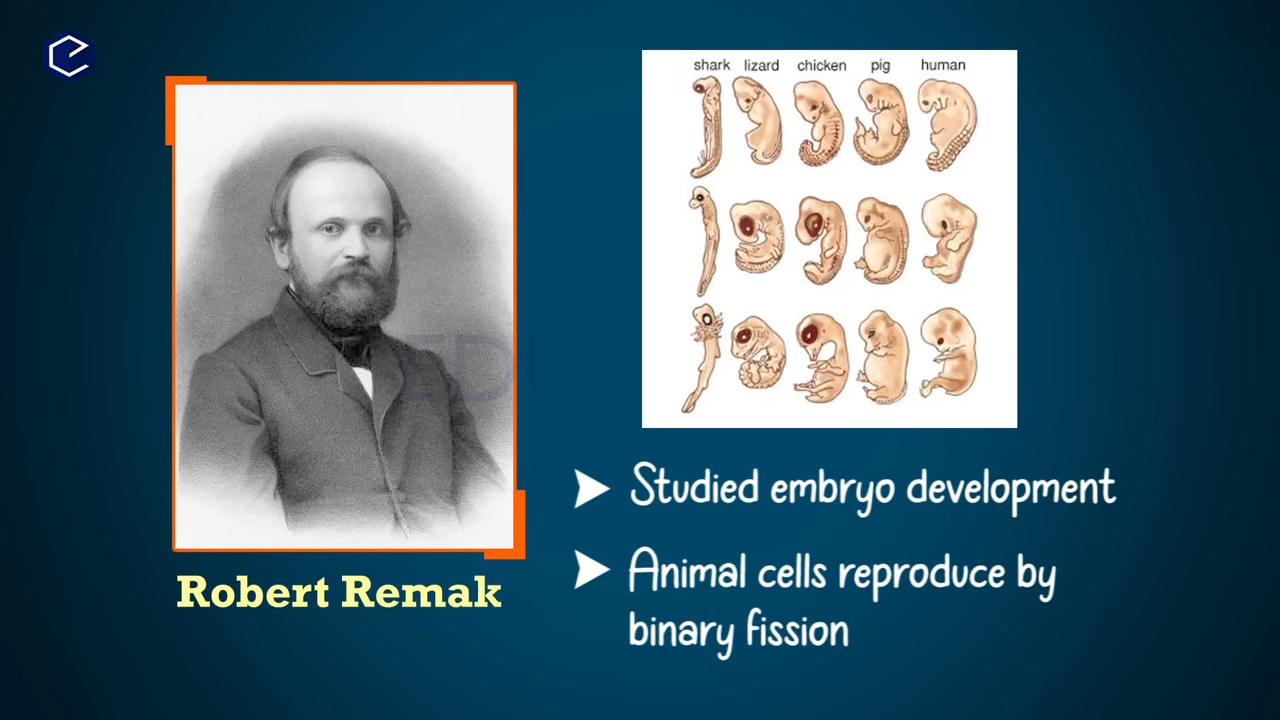 shark lizard chicken pig human
Studied embryo development
Animal cells reproduce by
binary fission
Robert Remak